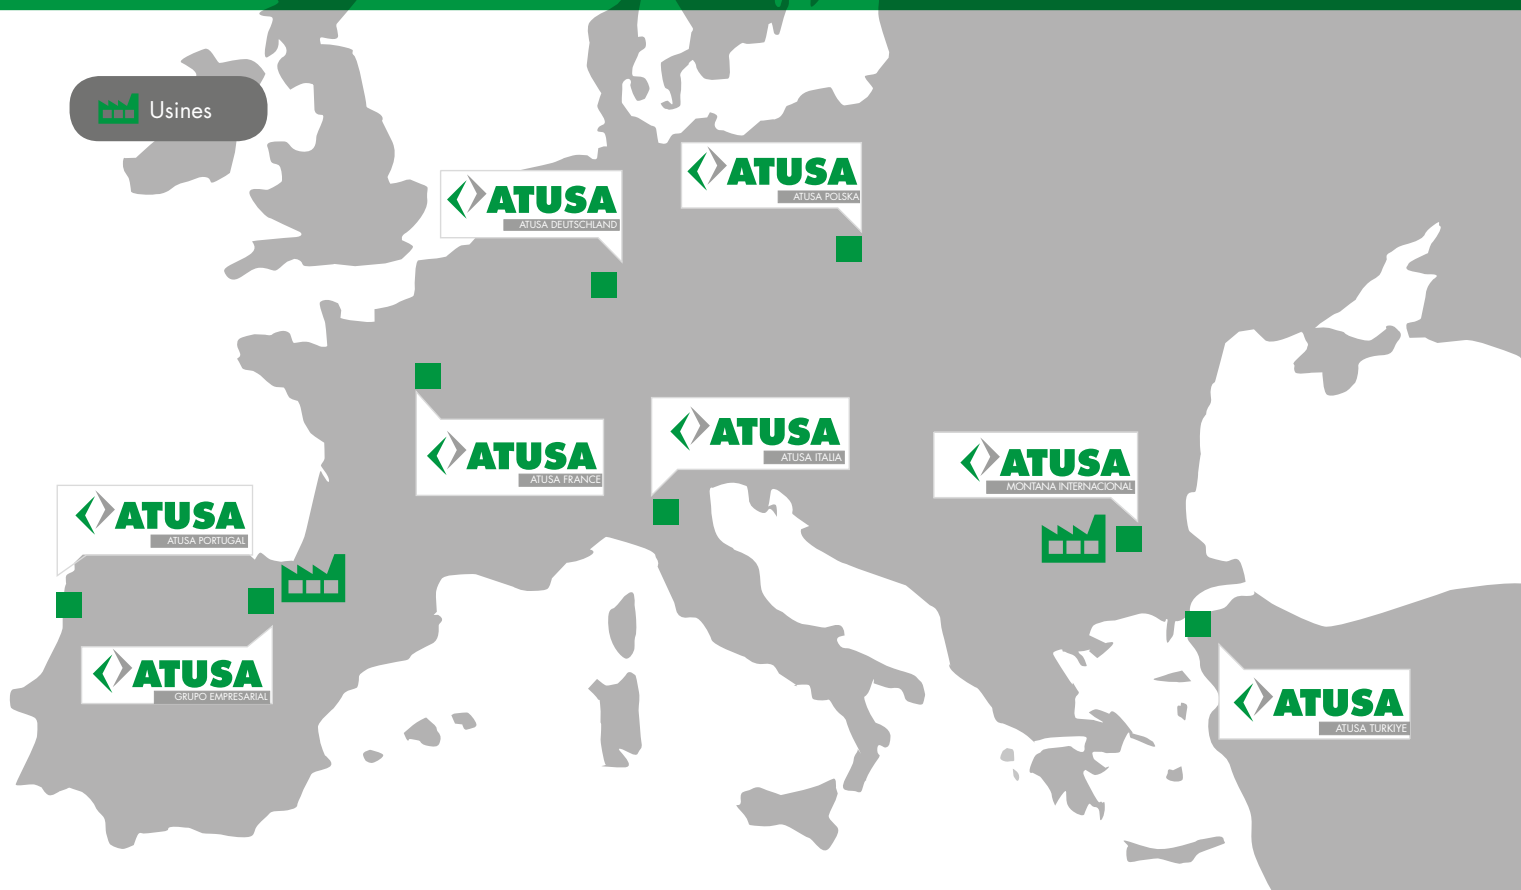 Usines
ATUSA
ATUSA POLSKA
ATUSA
ATUSA DEUTSCHLAND
ATUSA
ATUSA ITALIA
ATUSA
ATUSA FRANCE
ATUSA
MONTANA INTERNACIONAL
ATUSA
ATUSA PORTUGAL
ATUSA
GRUPO EMPRESARIAL
ATUSA
ATUSA TURKIYE